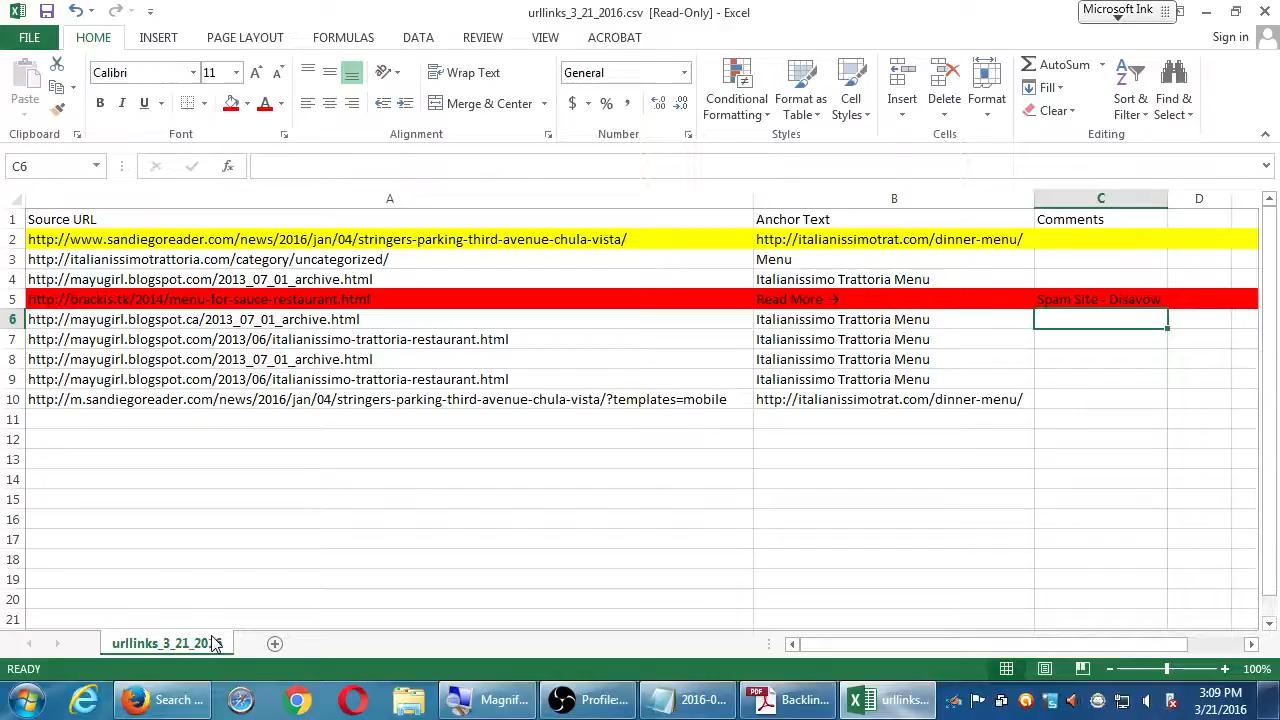 urllinks_3_21_2016.csv [Read-Only] - Excel
Microsoft Ink
FILE HOME INSERT PAGE LAYOUT FORMULAS DATA REVIEW VIEW ACROBAT
Sign in
Paste
Calibri 11
B I U
Wrap Text
Merge & Center
General
$ % ,
Conditional Formatting
Format as Table
Cell Styles
Insert Delete Format
AutoSum
Fill
Clear
Sort & Filter
Find & Select
Clipboard Font Alignment Number Styles Cells Editing
C6
fx
A B C D
1 Source URL Anchor Text Comments
2 http://www.sandiegoreader.com/news/2016/jan/04/stringers-parking-third-avenue-chula-vista/ http://italianissimotrat.com/dinner-menu/
3 http://italianissimotrattoria.com/category/uncategorized/ Menu
4 http://mayugirl.blogspot.com/2013_07_01_archive.html Italianissimo Trattoria Menu
5 http://brackis.tk/2014/menu-for-sauce-restaurant.html Read More → Spam Site - Disavow
6 http://mayugirl.blogspot.ca/2013_07_01_archive.html Italianissimo Trattoria Menu
7 http://mayugirl.blogspot.com/2013/06/italianissimo-trattoria-restaurant.html Italianissimo Trattoria Menu
8 http://mayugirl.blogspot.com/2013_07_01_archive.html Italianissimo Trattoria Menu
9 http://mayugirl.blogspot.com/2013/06/italianissimo-trattoria-restaurant.html Italianissimo Trattoria Menu
10 http://m.sandiegoreader.com/news/2016/jan/04/stringers-parking-third-avenue-chula-vista/?templates=mobile http://italianissimotrat.com/dinner-menu/
11
12
13
14
15
16
17
18
19
20
21
urllinks_3_21_2016
READY
100%
Search ...
Magnif...
Profile:...
2016-0...
Backlin...
urllinks...
3:09 PM
3/21/2016